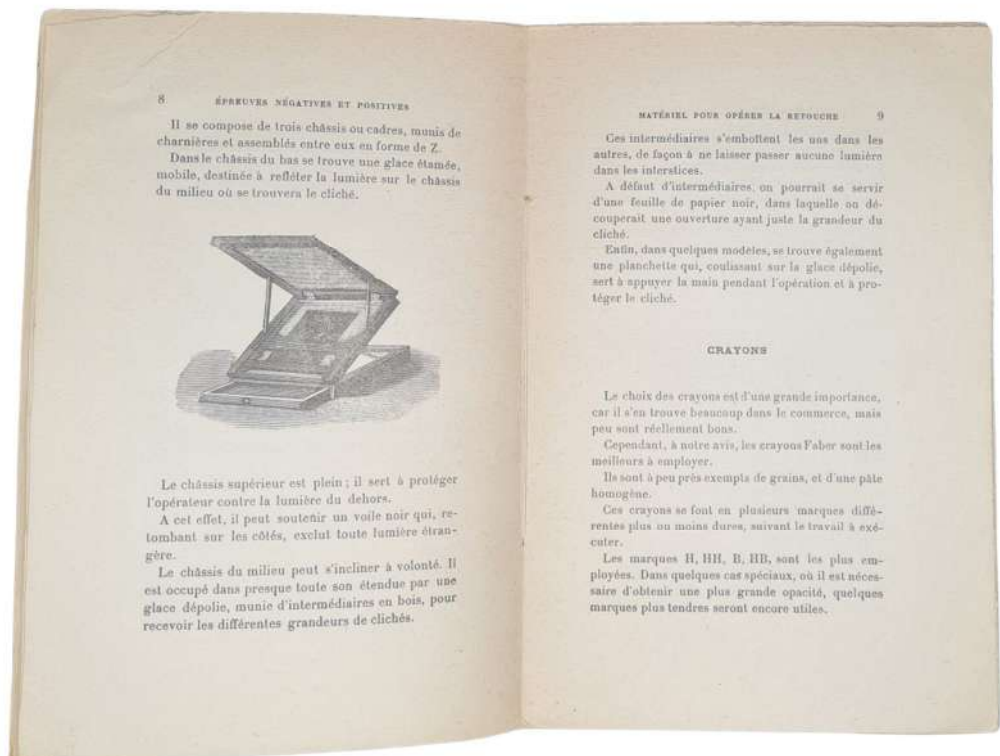 8 ÉPREUVES NÉGATIVES ET POSITIVES
Il se compose de trois châssis ou cadres, munis de
charnières et assemblés entre eux en forme de Z.
Dans le châssis du bas se trouve une glace étamée,
mobile, destinée à refléter la lumière sur le châssis
du milieu où se trouvera le cliché.
Le châssis supérieur est plein ; il sert à protéger
l'opérateur contre la lumière du dehors.
A cet effet, il peut soutenir un voile noir qui, re-
tombant sur les côtés, exclut toute lumière étran-
gère.
Le châssis du milieu peut s'incliner à volonté. Il
est occupé dans presque toute son étendue par une
glace dépolie, munie d'intermédiaires en bois, pour
recevoir les différentes grandeurs de clichés.
MATÉRIEL POUR OPÉRER LA RETOUCHE 9
Ces intermédiaires s'emboîtent les uns dans les
autres, de façon à ne laisser passer aucune lumière
dans les interstices.
A défaut d'intermédiaires, on pourrait se servir
d'une feuille de papier noir, dans laquelle on dé-
couperait une ouverture ayant juste la grandeur du
cliché.
Enfin, dans quelques modèles, se trouve également
une planchette qui, coulissant sur la glace dépolie,
sert à appuyer la main pendant l'opération et à pro-
téger le cliché.
CRAYONS
Le choix des crayons est d'une grande importance,
car il s'en trouve beaucoup dans le commerce, mais
peu sont réellement bons.
Cependant, à notre avis, les crayons Faber sont les
meilleurs à employer.
Ils sont à peu près exempts de grains, et d'une pâte
homogène.
Ces crayons se font en plusieurs marques diffé-
rentes plus ou moins dures, suivant le travail à exé-
cuter.
Les marques H, HH, B, HB, sont les plus em-
ployées. Dans quelques cas spéciaux, où il est néces-
saire d'obtenir une plus grande opacité, quelques
marques plus tendres seront encore utiles.